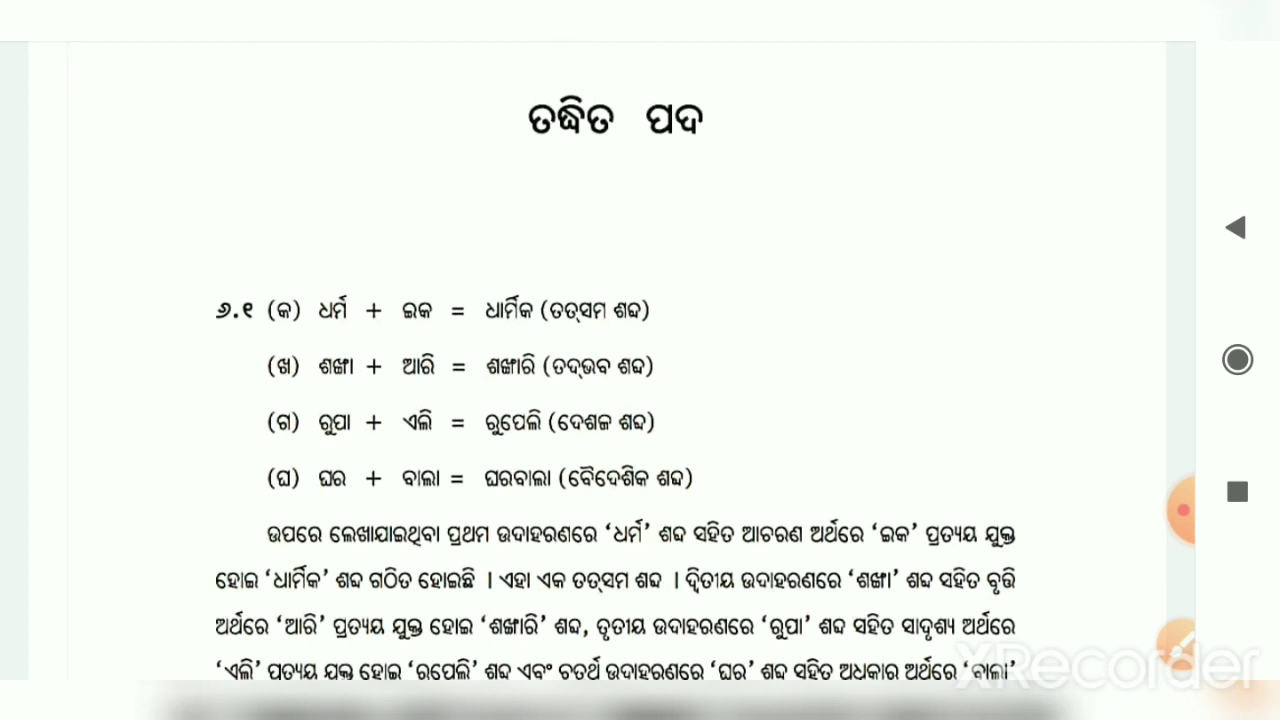 ତଦ୍ଧିତ ପଦ
୬.୧ (କ) ଧର୍ମ + ଇକ = ଧାର୍ମିକ (ତତ୍‌ସମ ଶବ୍ଦ)
(ଖ) ଶଙ୍ଖା + ଆରି = ଶଙ୍ଖାରି (ତଦ୍‌ଭବ ଶବ୍ଦ)
(ଗ) ରୁପା + ଏଲି = ରୁପେଲି (ଦେଶଜ ଶବ୍ଦ)
(ଘ) ଘର + ବାଲା = ଘରବାଲା (ବୈଦେଶିକ ଶବ୍ଦ)
ଉପରେ ଲେଖାଯାଇଥିବା ପ୍ରଥମ ଉଦାହରଣରେ ‘ଧର୍ମ’ ଶବ୍ଦ ସହିତ ଆଚରଣ ଅର୍ଥରେ ‘ଇକ’ ପ୍ରତ୍ୟୟ ଯୁକ୍ତ
ହୋଇ ‘ଧାର୍ମିକ’ ଶବ୍ଦ ଗଠିତ ହୋଇଛି । ଏହା ଏକ ତତ୍‌ସମ ଶବ୍ଦ । ଦ୍ୱିତୀୟ ଉଦାହରଣରେ ‘ଶଙ୍ଖା’ ଶବ୍ଦ ସହିତ ବୃତ୍ତି
ଅର୍ଥରେ ‘ଆରି’ ପ୍ରତ୍ୟୟ ଯୁକ୍ତ ହୋଇ ‘ଶଙ୍ଖାରି’ ଶବ୍ଦ, ତୃତୀୟ ଉଦାହରଣରେ ‘ରୁପା’ ଶବ୍ଦ ସହିତ ସାଦୃଶ୍ୟ ଅର୍ଥରେ
‘ଏଲି’ ପ୍ରତ୍ୟୟ ଯୁକ୍ତ ହୋଇ ‘ରୁପେଲି’ ଶବ୍ଦ ଏବଂ ଚତୁର୍ଥ ଉଦାହରଣରେ ‘ଘର’ ଶବ୍ଦ ସହିତ ଅଧିକାର ଅର୍ଥରେ ‘ବାଲା’
XRecorder